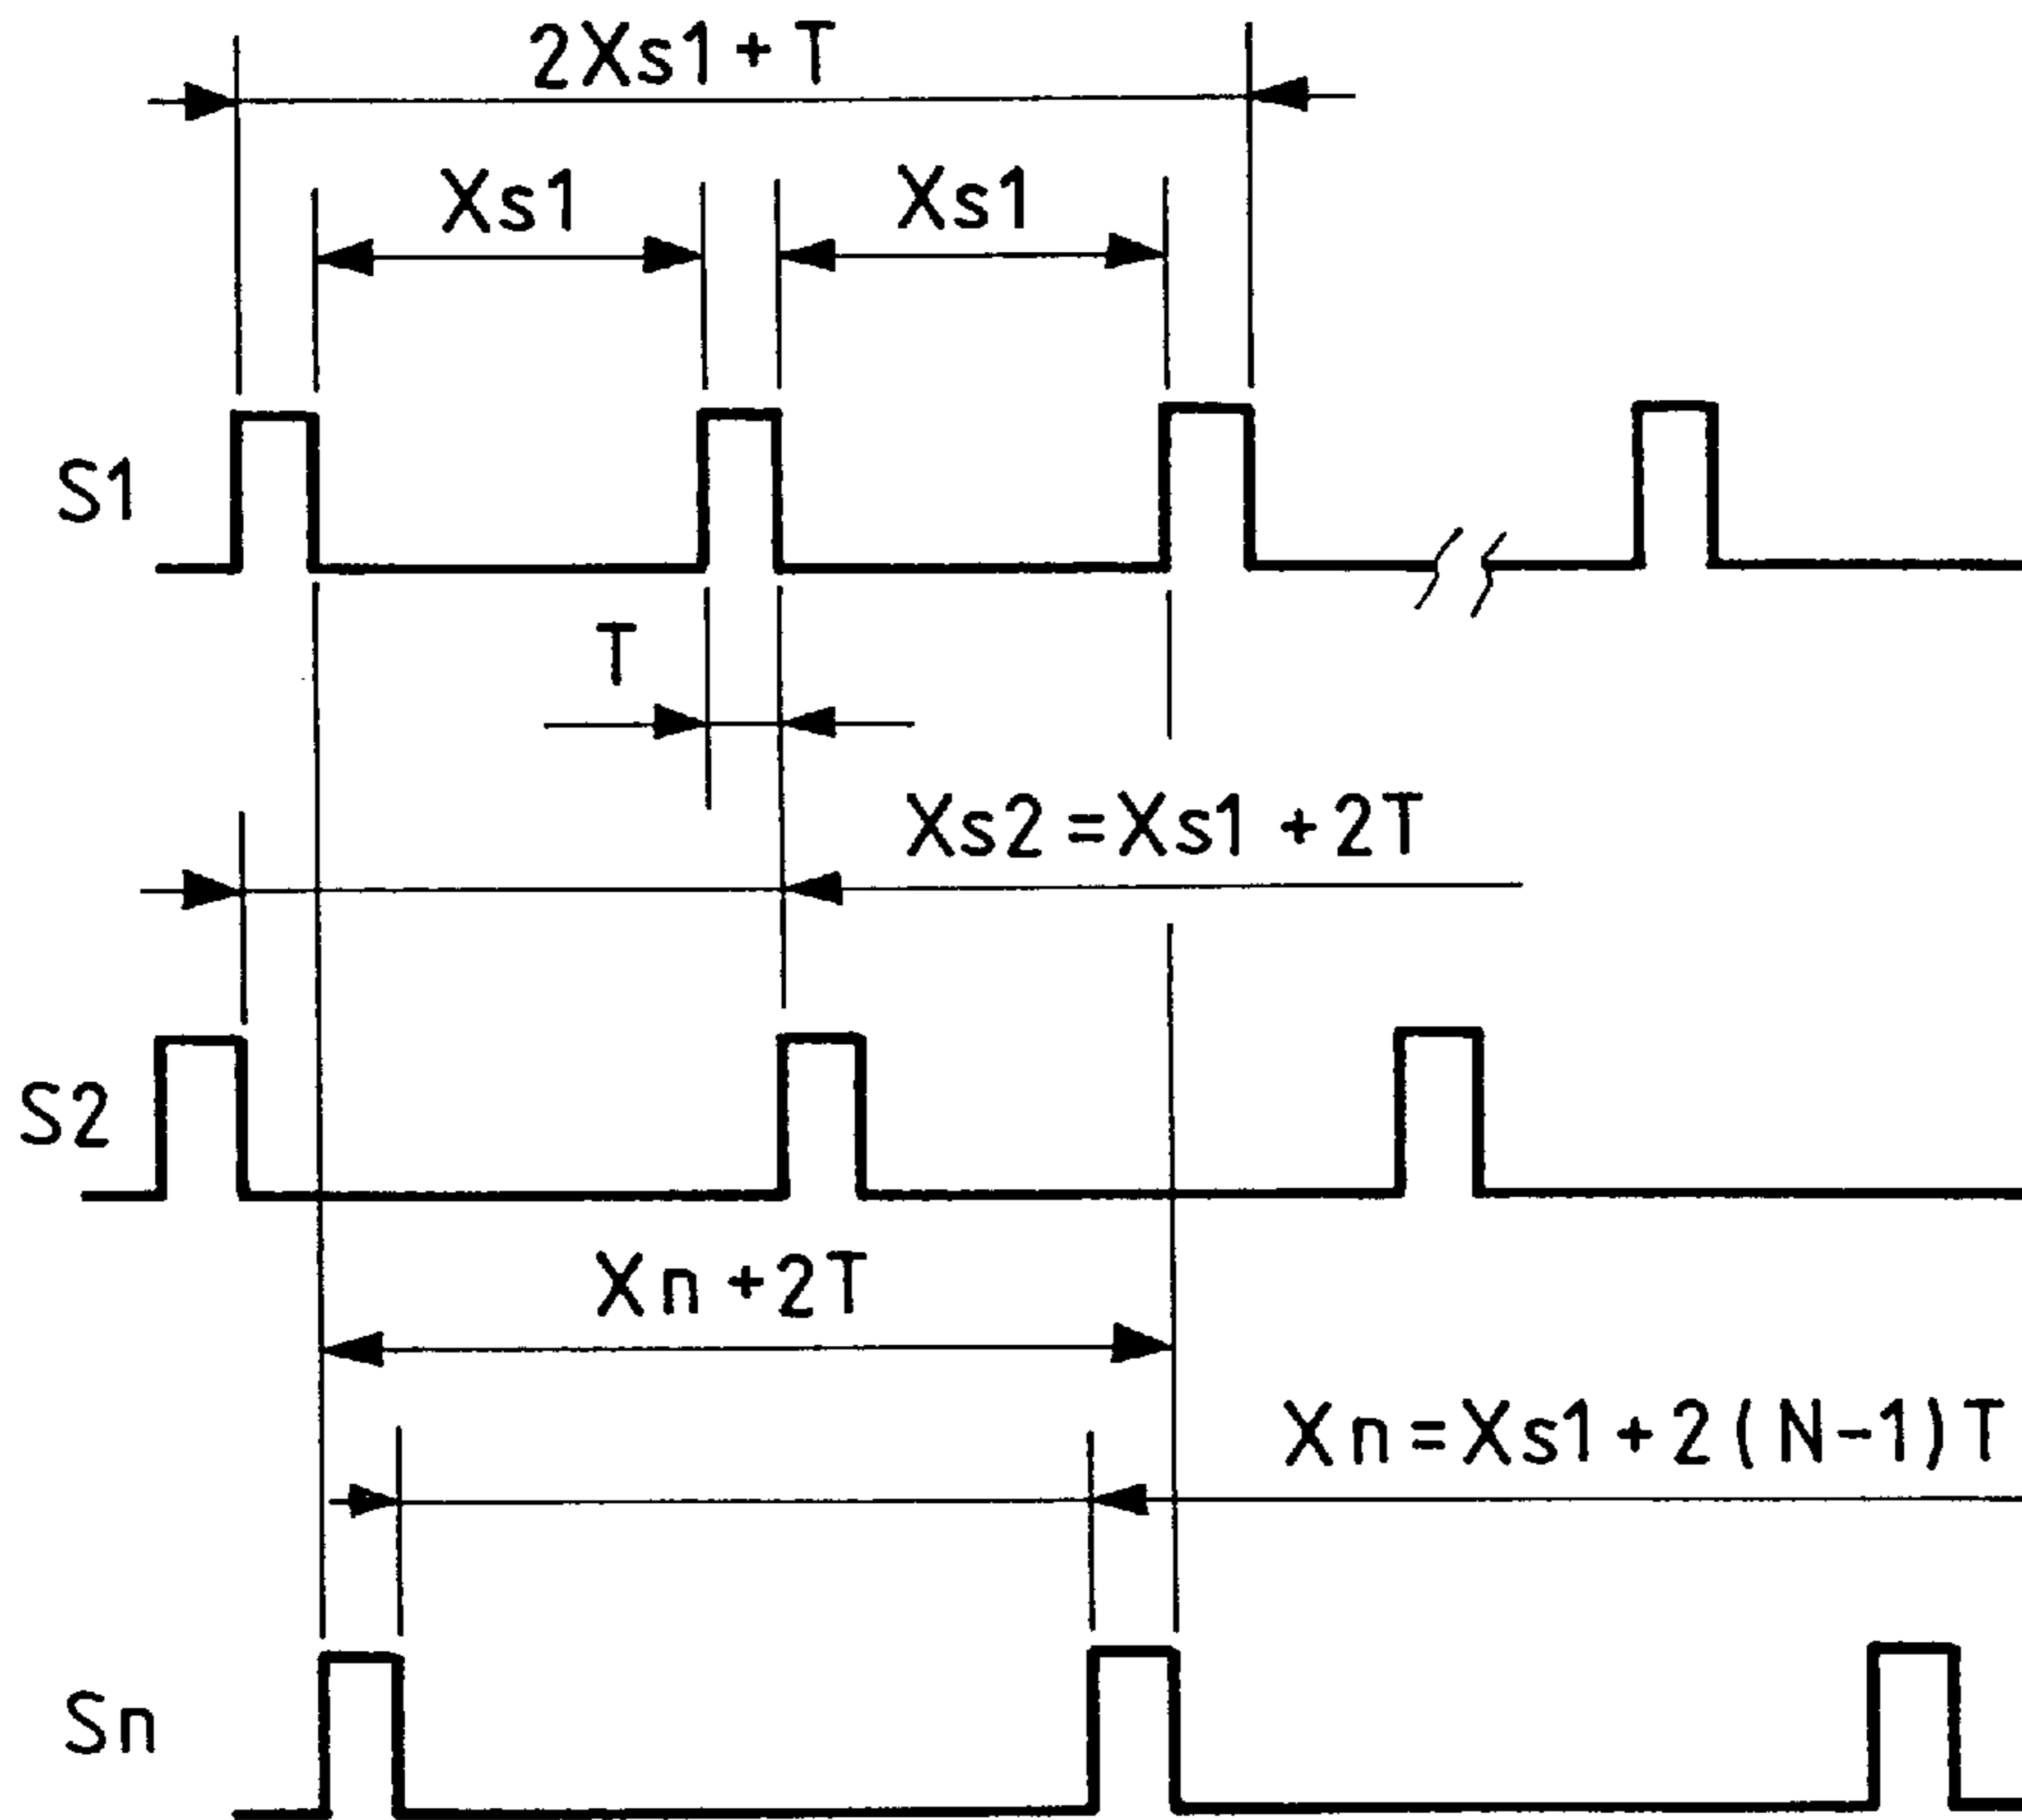 2Xs1+T
Xs1
Xs1
S1
T
Xs2=Xs1+2T
S2
Xn+2T
Xn=Xs1+2(N-1)T
Sn